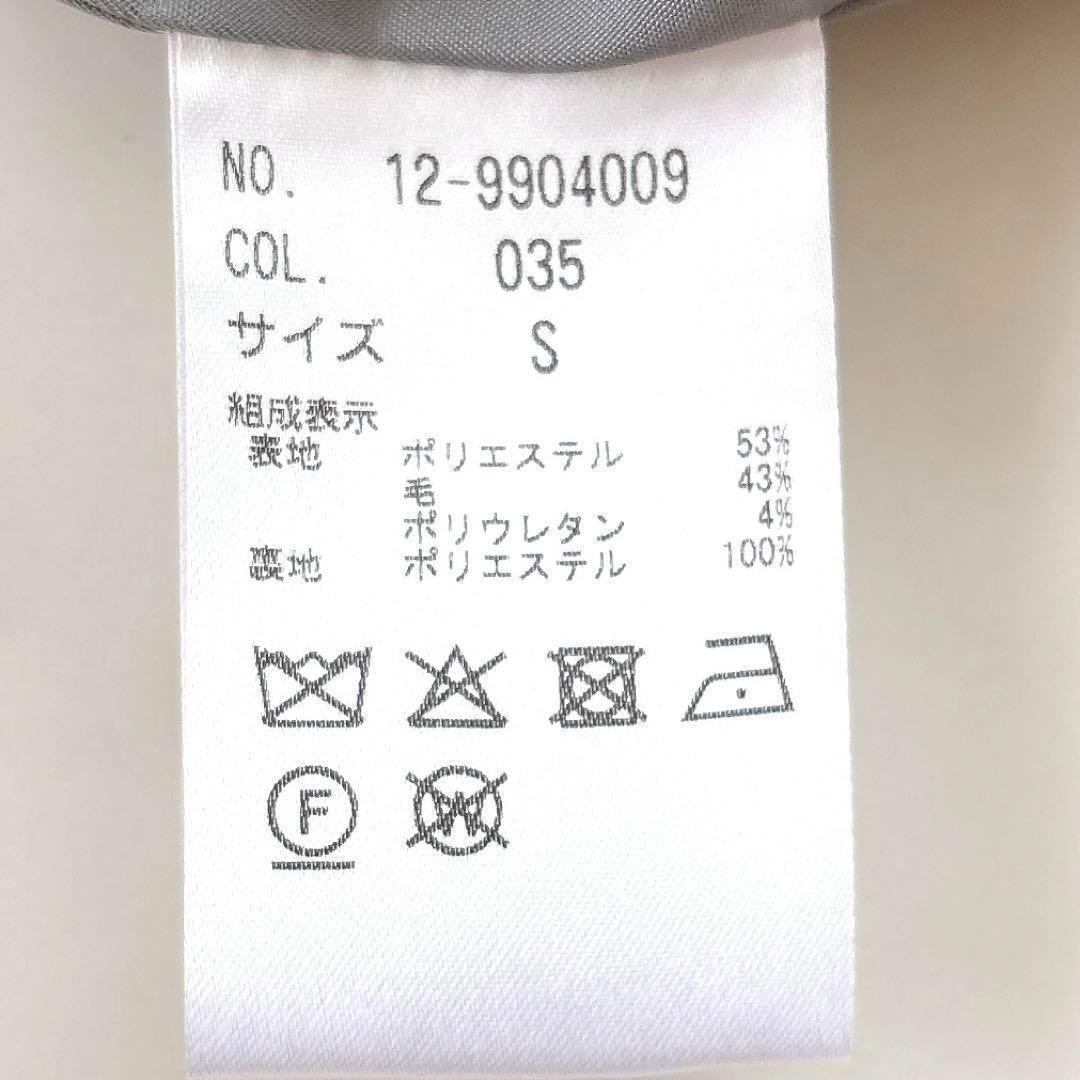 NO. 12-9904009
COL. 035
サイズ S
組成表示
表地 ポリエステル 53%
毛 43%
ポリウレタン 4%
裏地 ポリエステル 100%
F
W